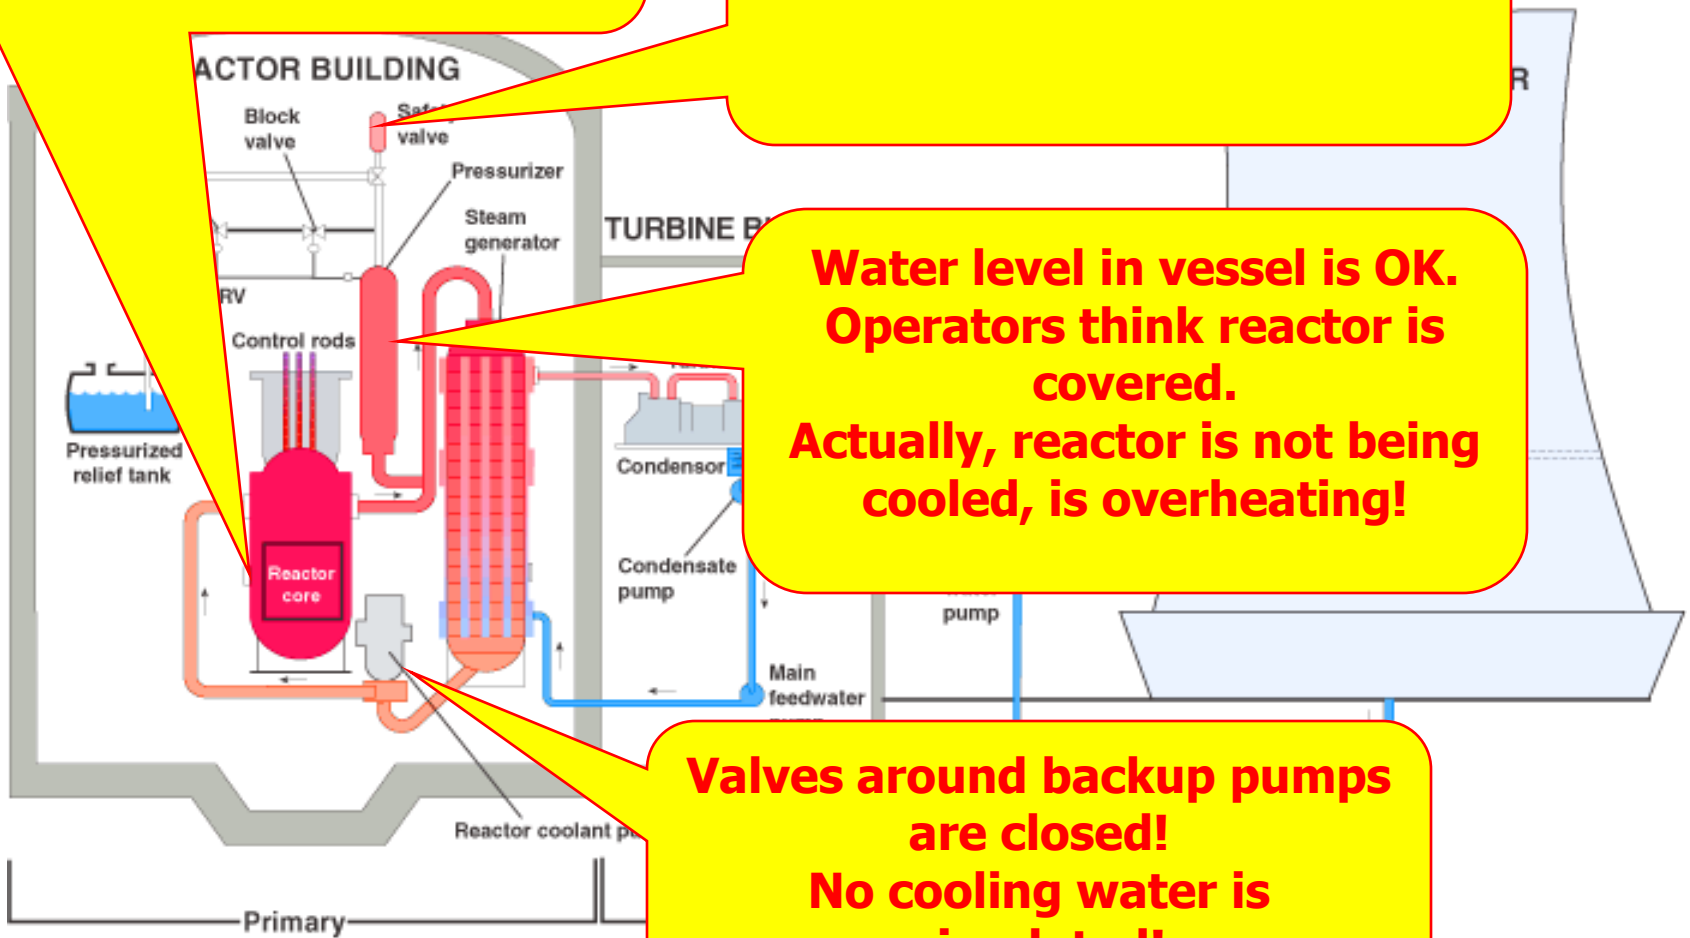 ACTOR BUILDING
R
Block
valve
valve
Pressurizer
Steam
generator
TURBINE B
RV
Control rods
Water level in vessel is OK.
Operators think reactor is
covered.
Actually, reactor is not being
cooled, is overheating!
Pressurized
relief tank
Condensor
Reactor
core
Condensate
pump
pump
Main
feedwater
Valves around backup pumps
are closed!
No cooling water is
Reactor coolant
Primary